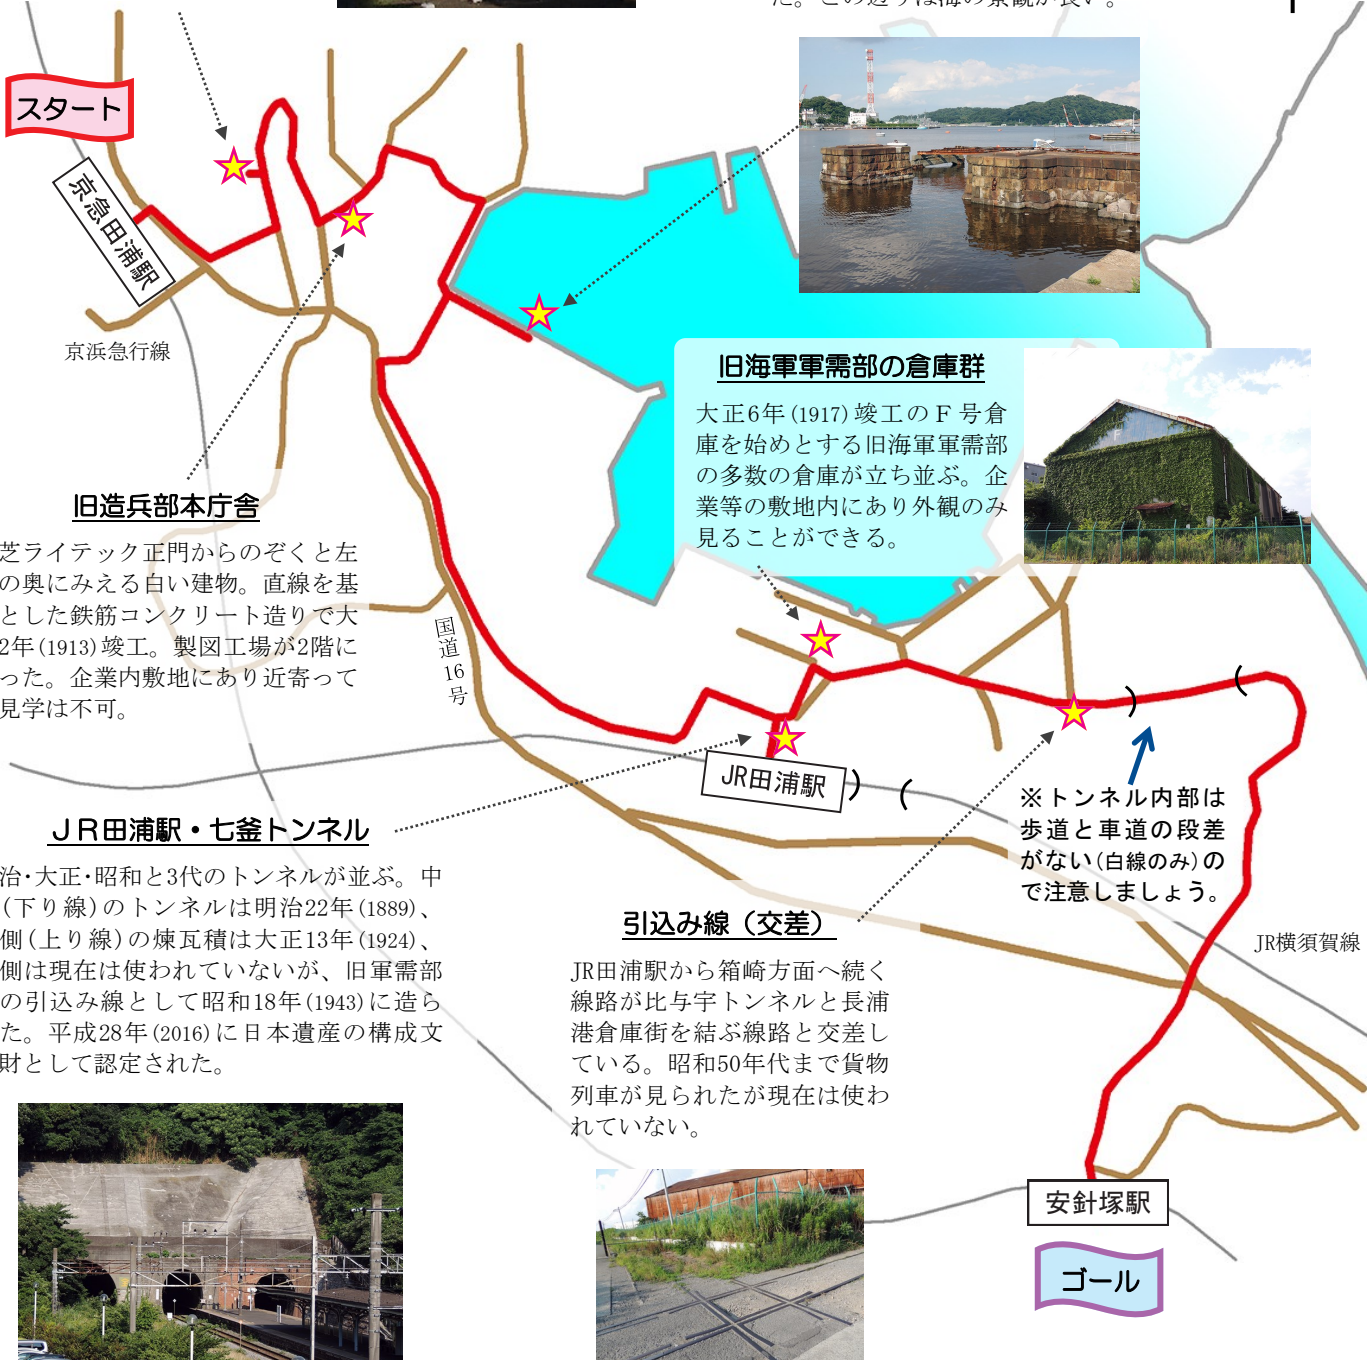 た。この辺りは海の景観が良い。
スタート
京急田浦駅
京浜急行線
旧海軍軍需部の倉庫群
大正6年(1917)竣工のF号倉
庫を始めとする旧海軍軍需部
の多数の倉庫が立ち並ぶ。企
業等の敷地内にあり外観のみ
見ることができる。
旧造兵部本庁舎
芝ライテック正門からのぞくと左
の奥にみえる白い建物。直線を基
とした鉄筋コンクリート造りで大
2年(1913)竣工。製図工場が2階に
った。企業内敷地にあり近寄って
見学は不可。
国道16号
JR田浦駅
※トンネル内部は
歩道と車道の段差
がない(白線のみ)の
で注意しましょう。
JR田浦駅・七釜トンネル
治・大正・昭和と3代のトンネルが並ぶ。中
(下り線)のトンネルは明治22年(1889)、
側(上り線)の煉瓦積は大正13年(1924)、
側は現在は使われていないが、旧軍需部
の引込み線として昭和18年(1943)に造ら
た。平成28年(2016)に日本遺産の構成文
財として認定された。
引込み線（交差）
JR田浦駅から箱崎方面へ続く
線路が比与宇トンネルと長浦
港倉庫街を結ぶ線路と交差し
ている。昭和50年代まで貨物
列車が見られたが現在は使わ
れていない。
JR横須賀線
安針塚駅
ゴール